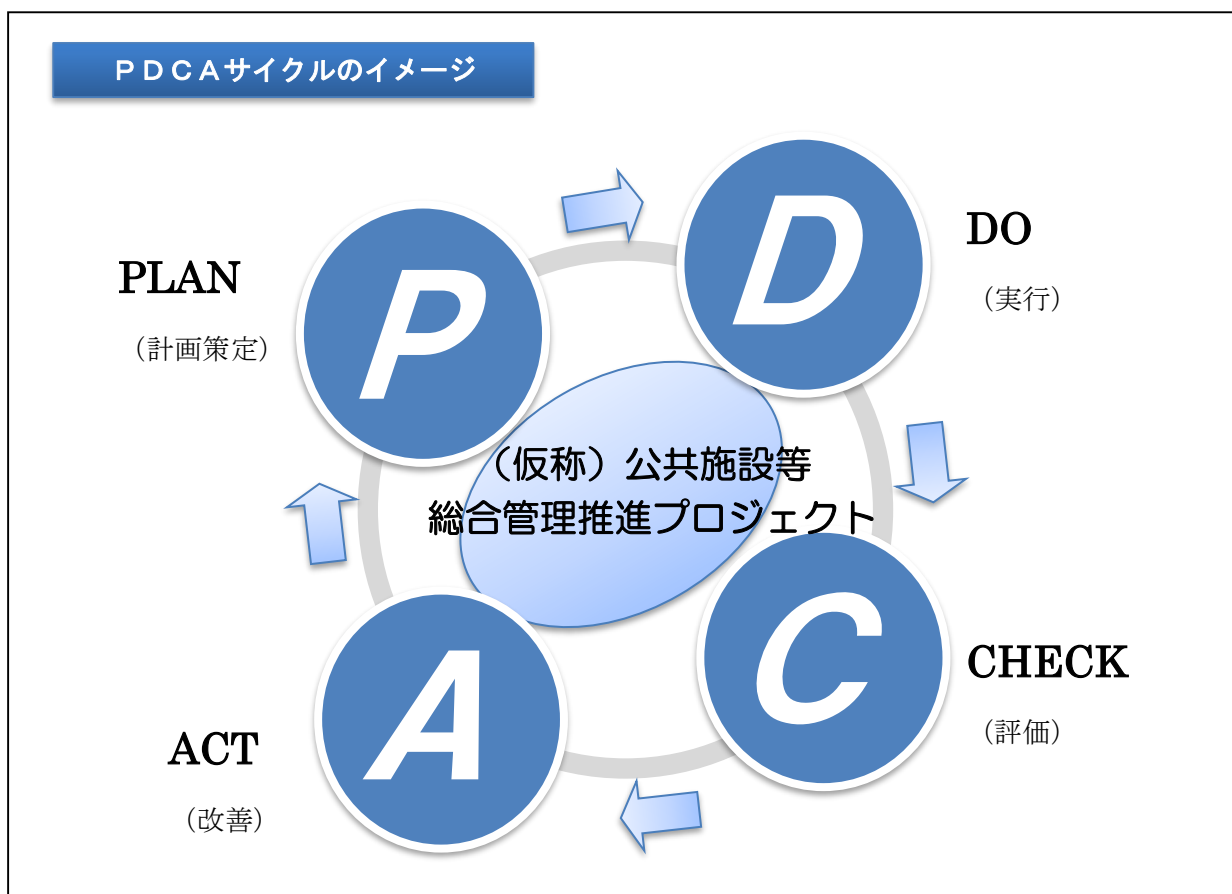 ＰＤＣＡサイクルのイメージ
PLAN
（計画策定）
P
D
DO
（実行）
（仮称）公共施設等
総合管理推進プロジェクト
C
CHECK
（評価）
A
ACT
（改善）